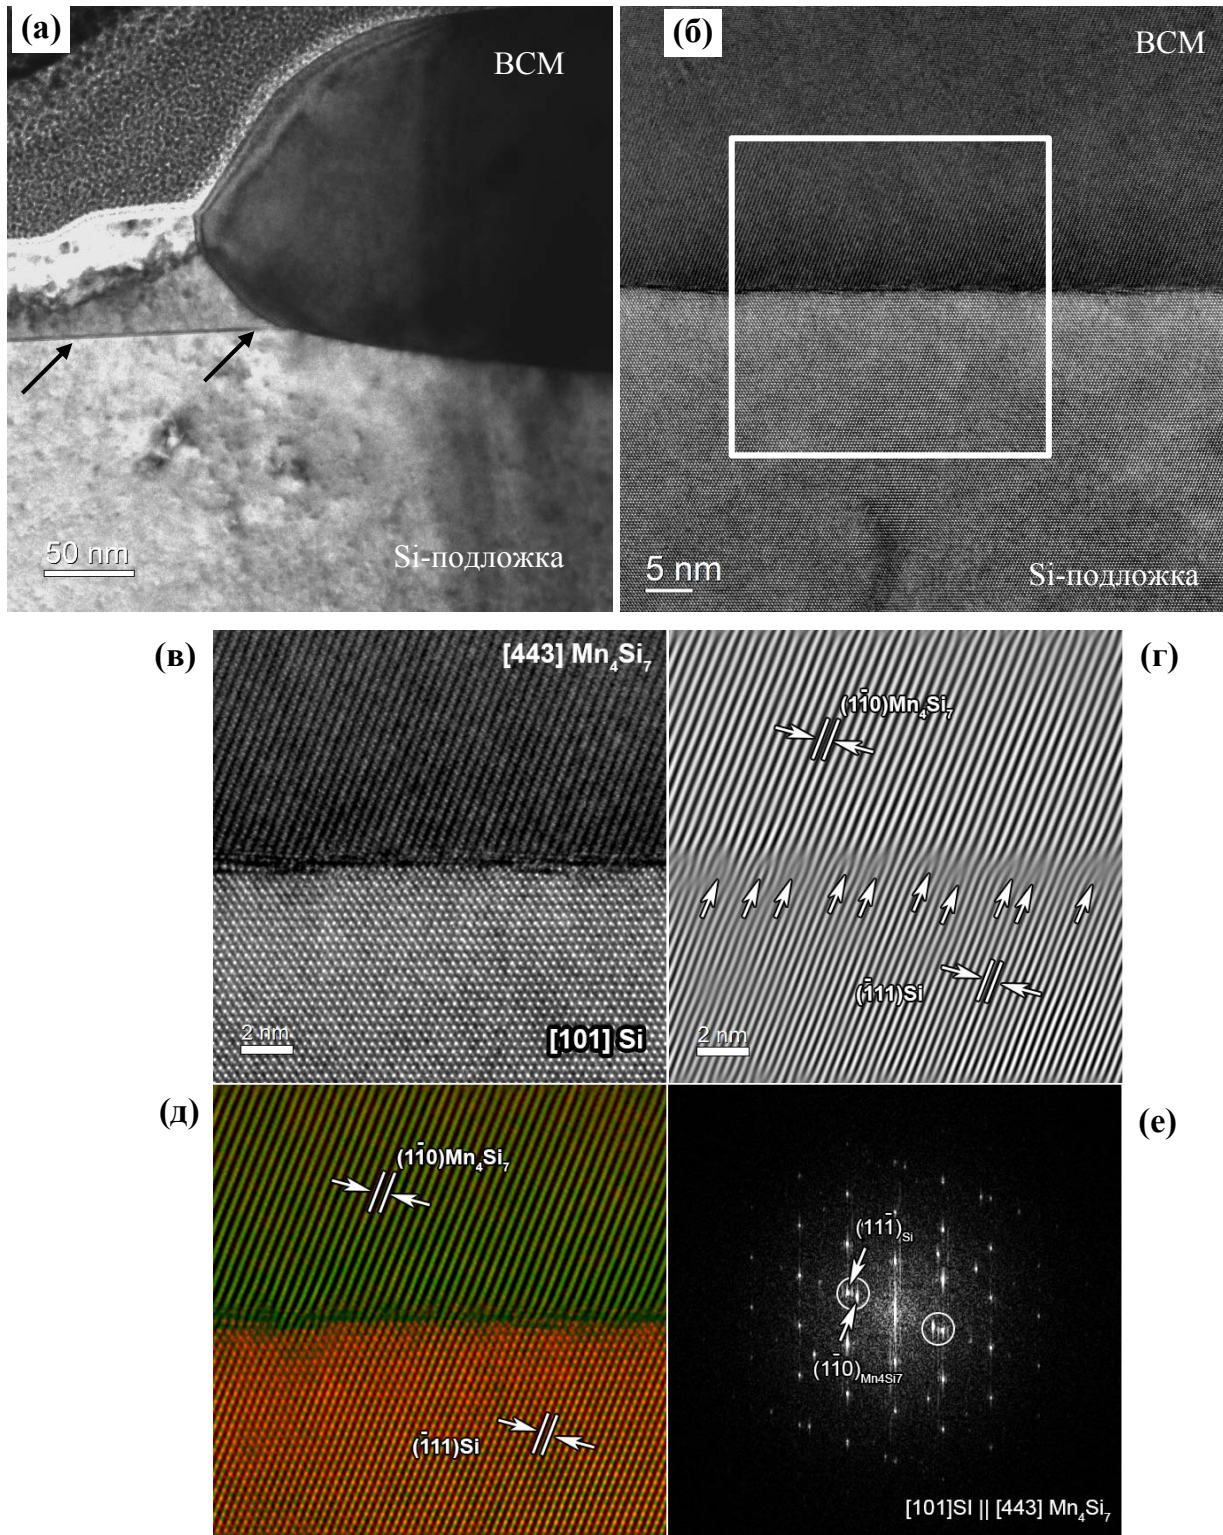 (а)
ВСМ
50 nm
Si-подложка
(б)
ВСМ
5 nm
Si-подложка
(в)
[443] Mn₄Si₇
2 nm
[101] Si
(г)
(11̅0)Mn₄Si₇
(1̅11)Si
2 nm
(д)
(11̅0)Mn₄Si₇
(1̅11)Si
(е)
(111̅)Si
(11̅0)Mn4Si7
[101]SI || [443] Mn₄Si₇